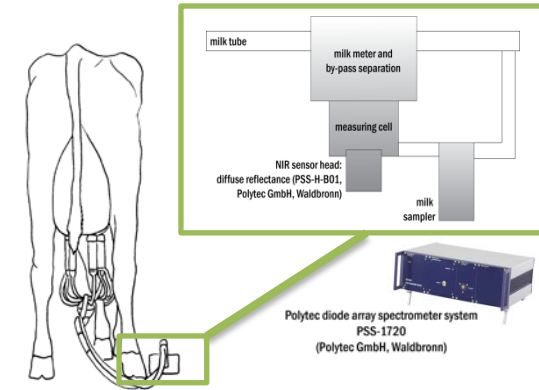 milk tube
milk meter and
by-pass separation
measuring cell
NIR sensor head:
diffuse reflectance (PSS-H-B01,
Polytec GmbH, Waldbronn)
milk
sampler
Polytec diode array spectrometer system
PSS-1720
(Polytec GmbH, Waldbronn)